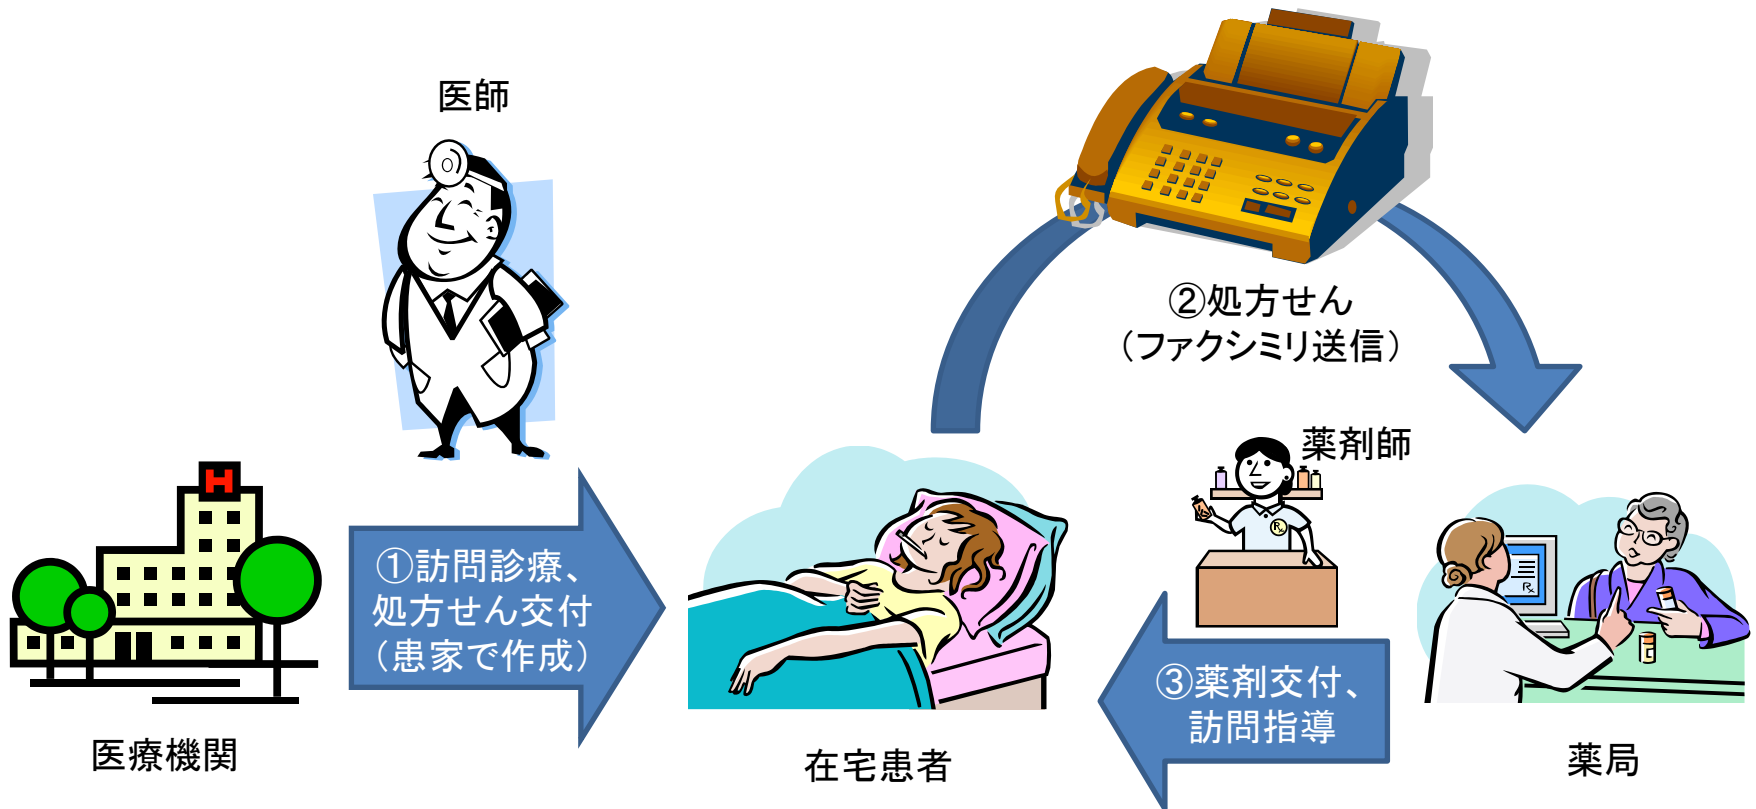 医師
H
②処方せん
（ファクシミリ送信）
薬剤師
①訪問診療、
処方せん交付
（患家で作成）
③薬剤交付、
訪問指導
医療機関
在宅患者
薬局